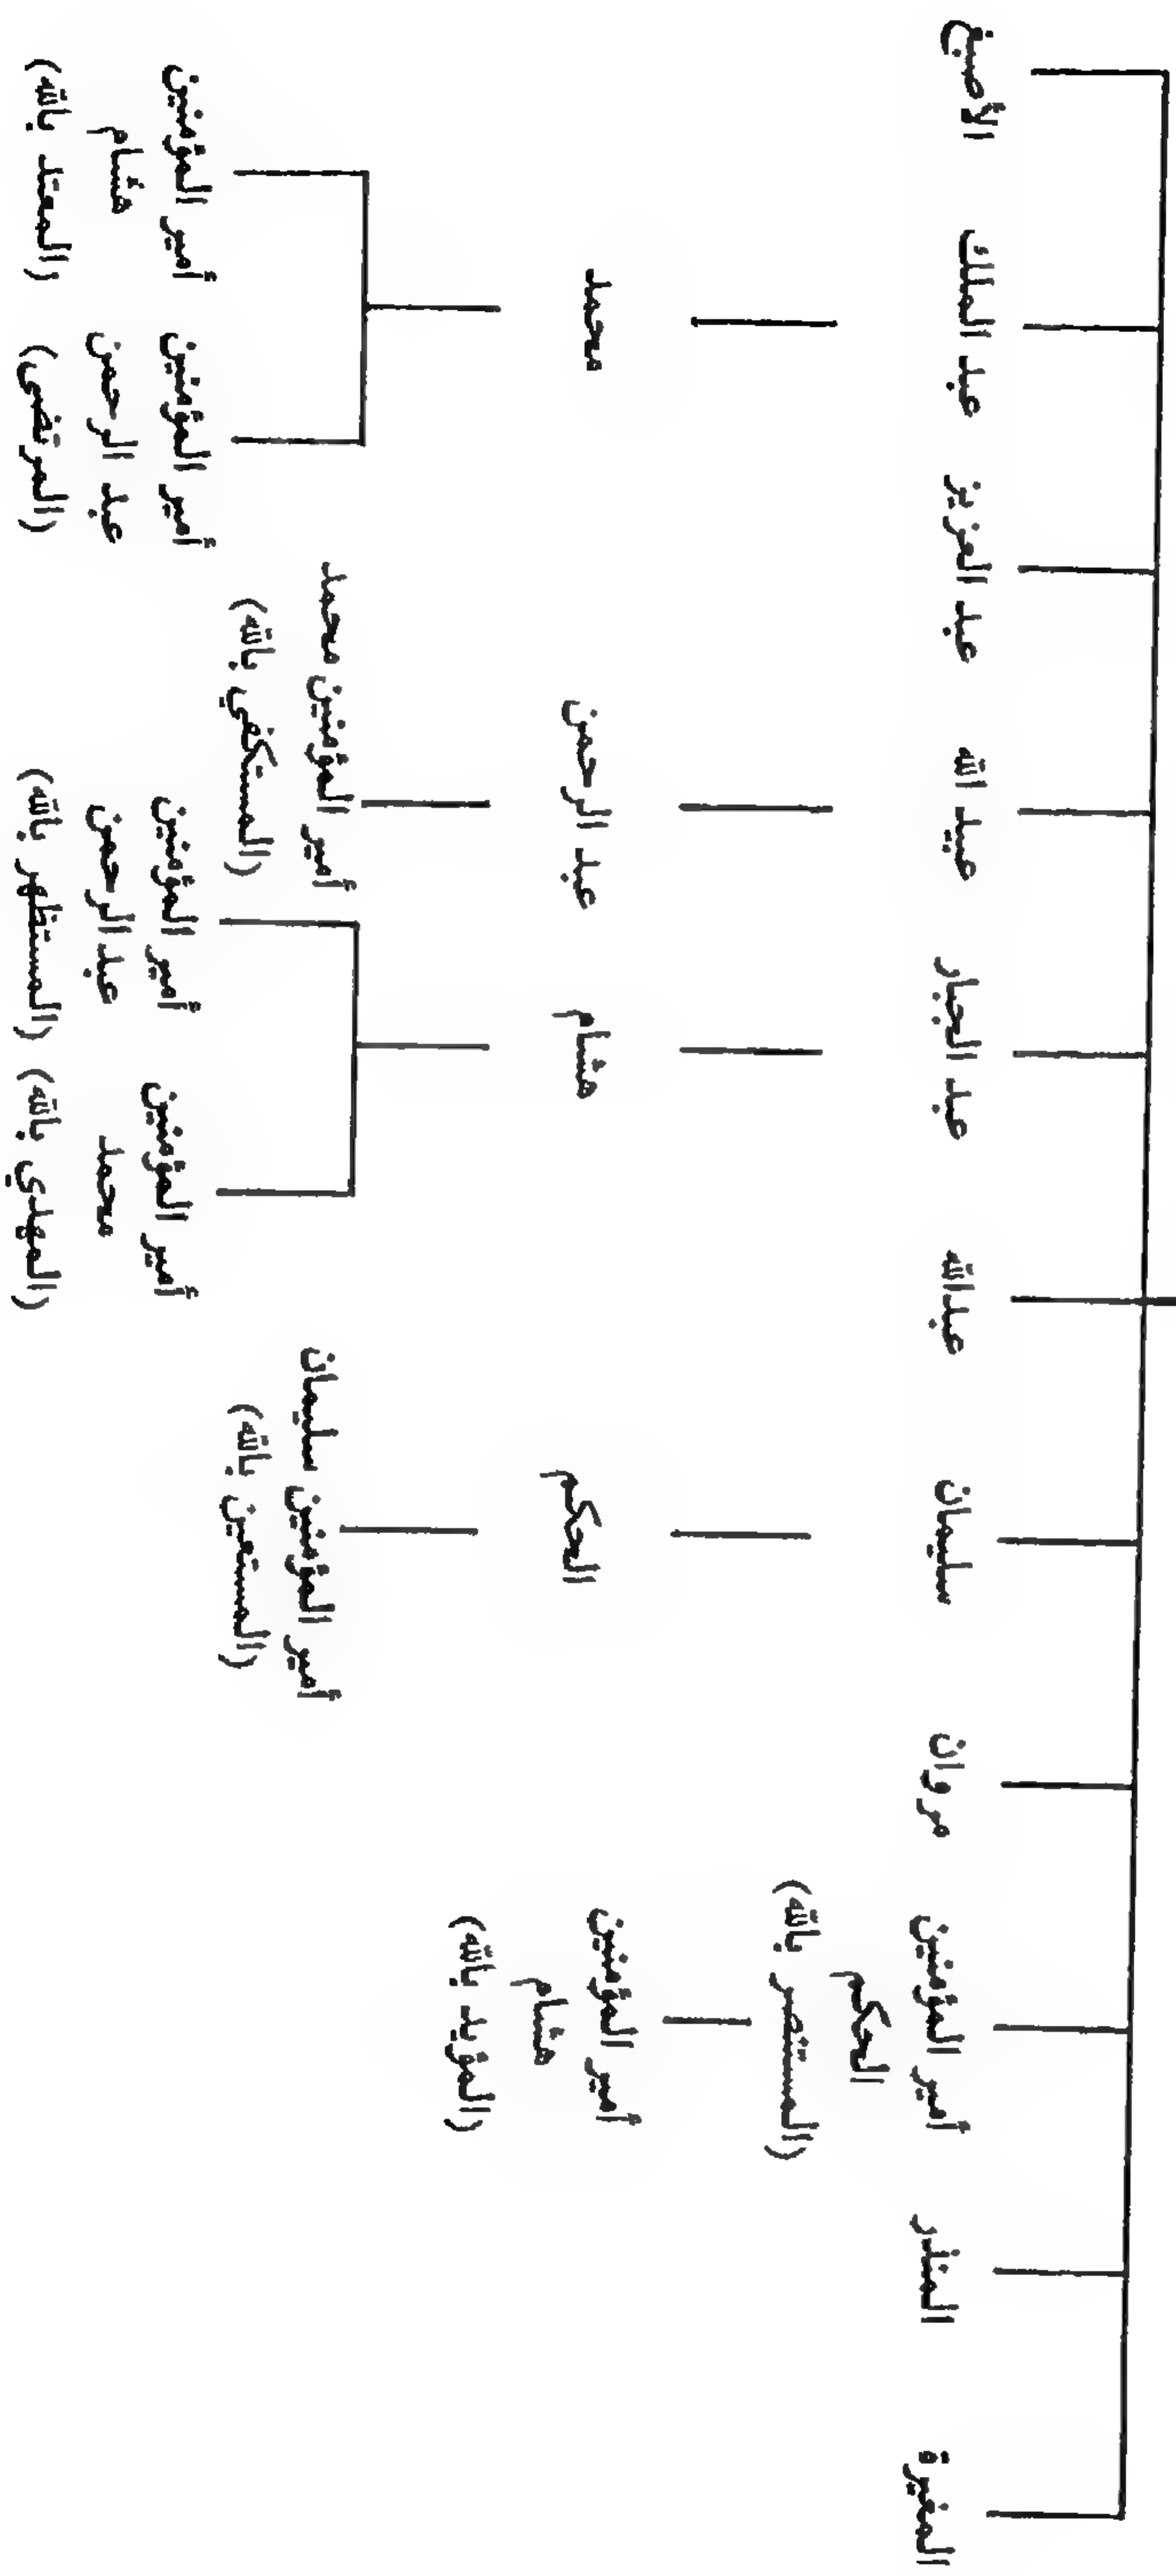 المغيرة
المنذر
أمير المؤمنين
الحكم
(المستنصر بالله)
مروان
سليمان
عبدالله
عبد الجبار
عبيد الله
عبد العزيز
عبد الملك
الأصبغ
أمير المؤمنين
هشام
(المؤيد بالله)
الحكم
هشام
عبد الرحمن
محمد
أمير المؤمنين سليمان
(المستعين بالله)
أمير المؤمنين محمد
(المستكفي بالله)
أمير المؤمنين
محمد
(المهدي بالله)
أمير المؤمنين
عبدالرحمن
(المستظهر بالله)
أمير المؤمنين
عبد الرحمن
(المرتضى)
أمير المؤمنين
هشام
(المعتد بالله)